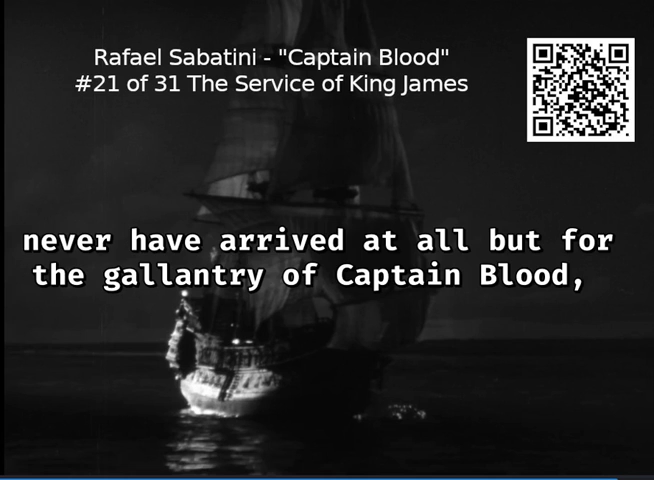 Rafael Sabatini - "Captain Blood"
#21 of 31 The Service of King James
never have arrived at all but for
the gallantry of Captain Blood,